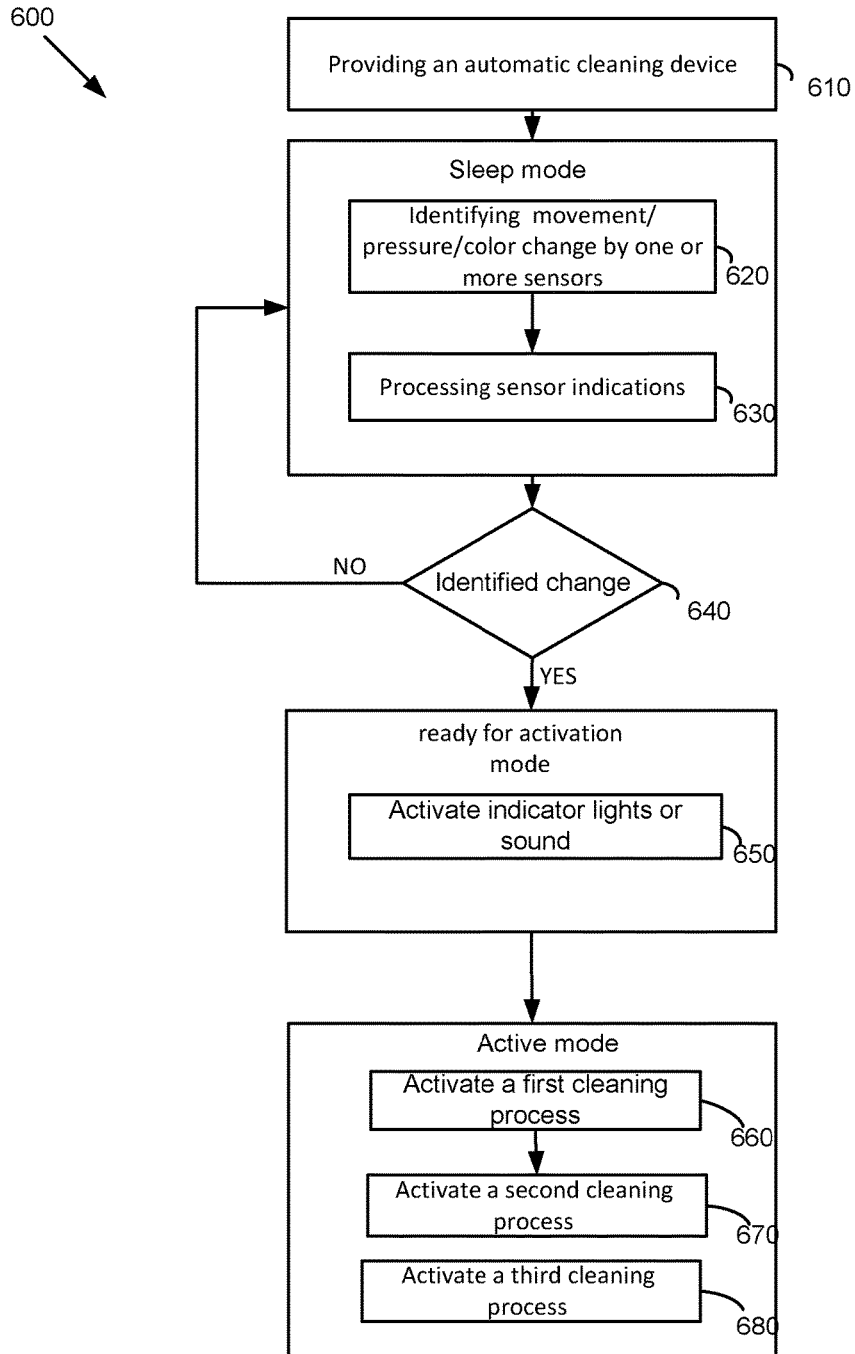 600
Providing an automatic cleaning device
610
Sleep mode
Identifying movement/
pressure/color change by one or
more sensors
620
Processing sensor indications
630
NO
Identified change
640
YES
ready for activation
mode
Activate indicator lights or
sound
650
Active mode
Activate a first cleaning
process
660
Activate a second cleaning
process
670
Activate a third cleaning
process
680